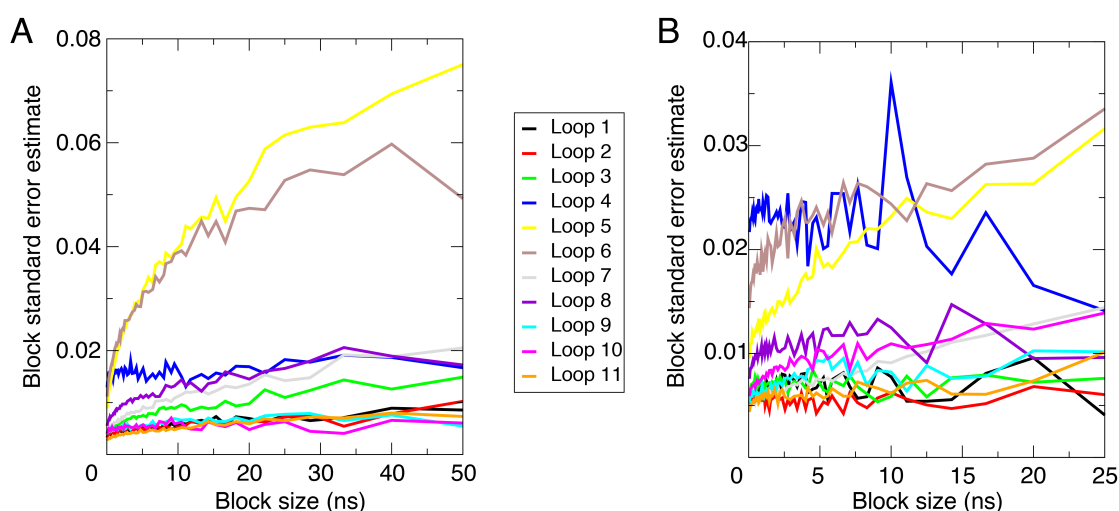 A
Block standard error estimate
0.08
0.06
0.04
0.02
0
10
20
30
40
50
Block size (ns)
Loop 1
Loop 2
Loop 3
Loop 4
Loop 5
Loop 6
Loop 7
Loop 8
Loop 9
Loop 10
Loop 11
B
Block standard error estimate
0.04
0.03
0.02
0.01
0
5
10
15
20
25
Block size (ns)